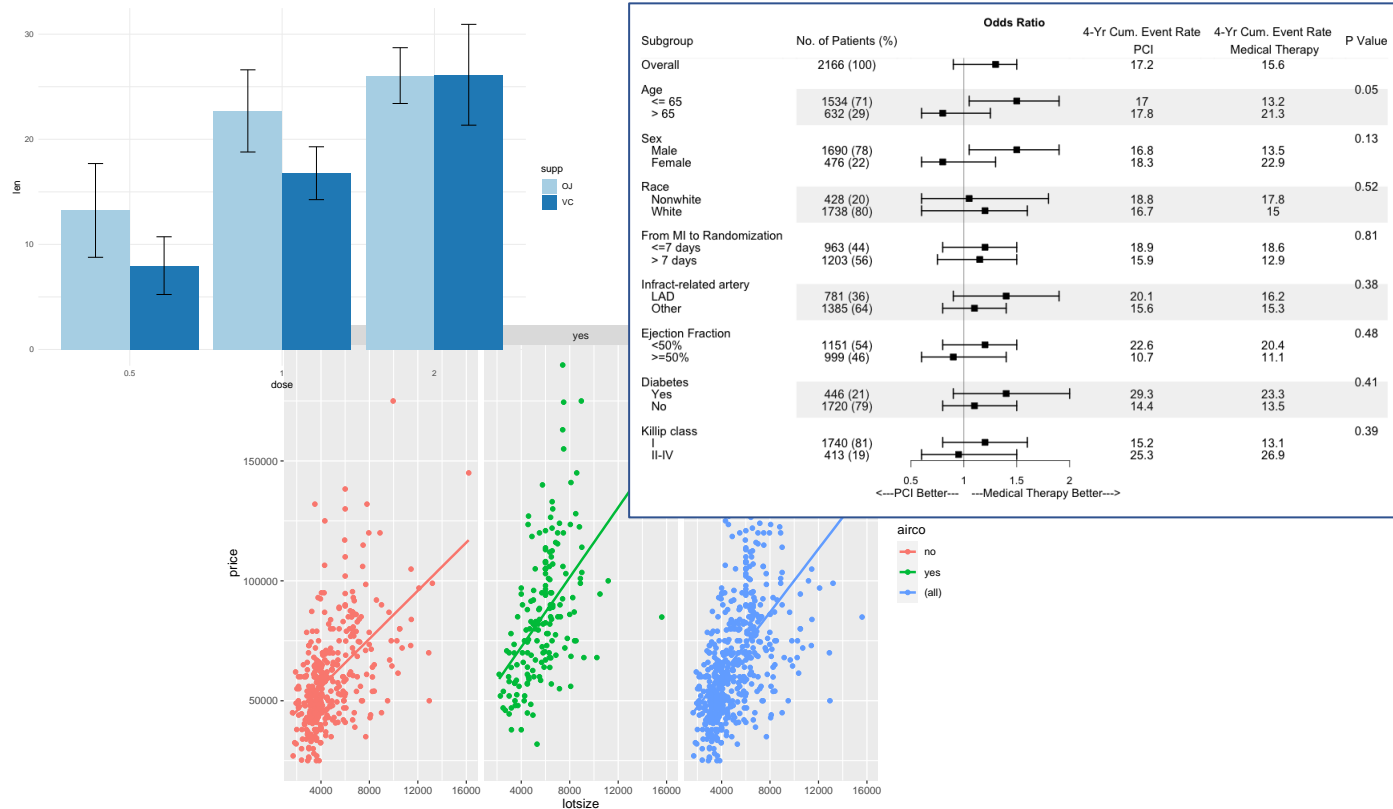 30
20
10
0
len
0.5
1
2
dose
supp
OJ
VC
Odds Ratio
4-Yr Cum. Event Rate 4-Yr Cum. Event Rate
Subgroup No. of Patients (%) PCI Medical Therapy P Value
Overall 2166 (100) 17.2 15.6
Age 0.05
<= 65 1534 (71) 17 13.2
> 65 632 (29) 17.8 21.3
Sex 0.13
Male 1690 (78) 16.8 13.5
Female 476 (22) 18.3 22.9
Race 0.52
Nonwhite 428 (20) 18.8 17.8
White 1738 (80) 16.7 15
From MI to Randomization 0.81
<=7 days 963 (44) 18.9 18.6
> 7 days 1203 (56) 15.9 12.9
Infract-related artery 0.38
LAD 781 (36) 20.1 16.2
Other 1385 (64) 15.6 15.3
Ejection Fraction 0.48
<50% 1151 (54) 22.6 20.4
>=50% 999 (46) 10.7 11.1
Diabetes 0.41
Yes 446 (21) 29.3 23.3
No 1720 (79) 14.4 13.5
Killip class 0.39
I 1740 (81) 15.2 13.1
II-IV 413 (19) 25.3 26.9
0.5 1 1.5 2
<---PCI Better--- ---Medical Therapy Better--->
yes
price
150000
100000
50000
4000 8000 12000 16000 4000 8000 12000 16000 4000 8000 12000 16000
lotsize
airco
no
yes
(all)